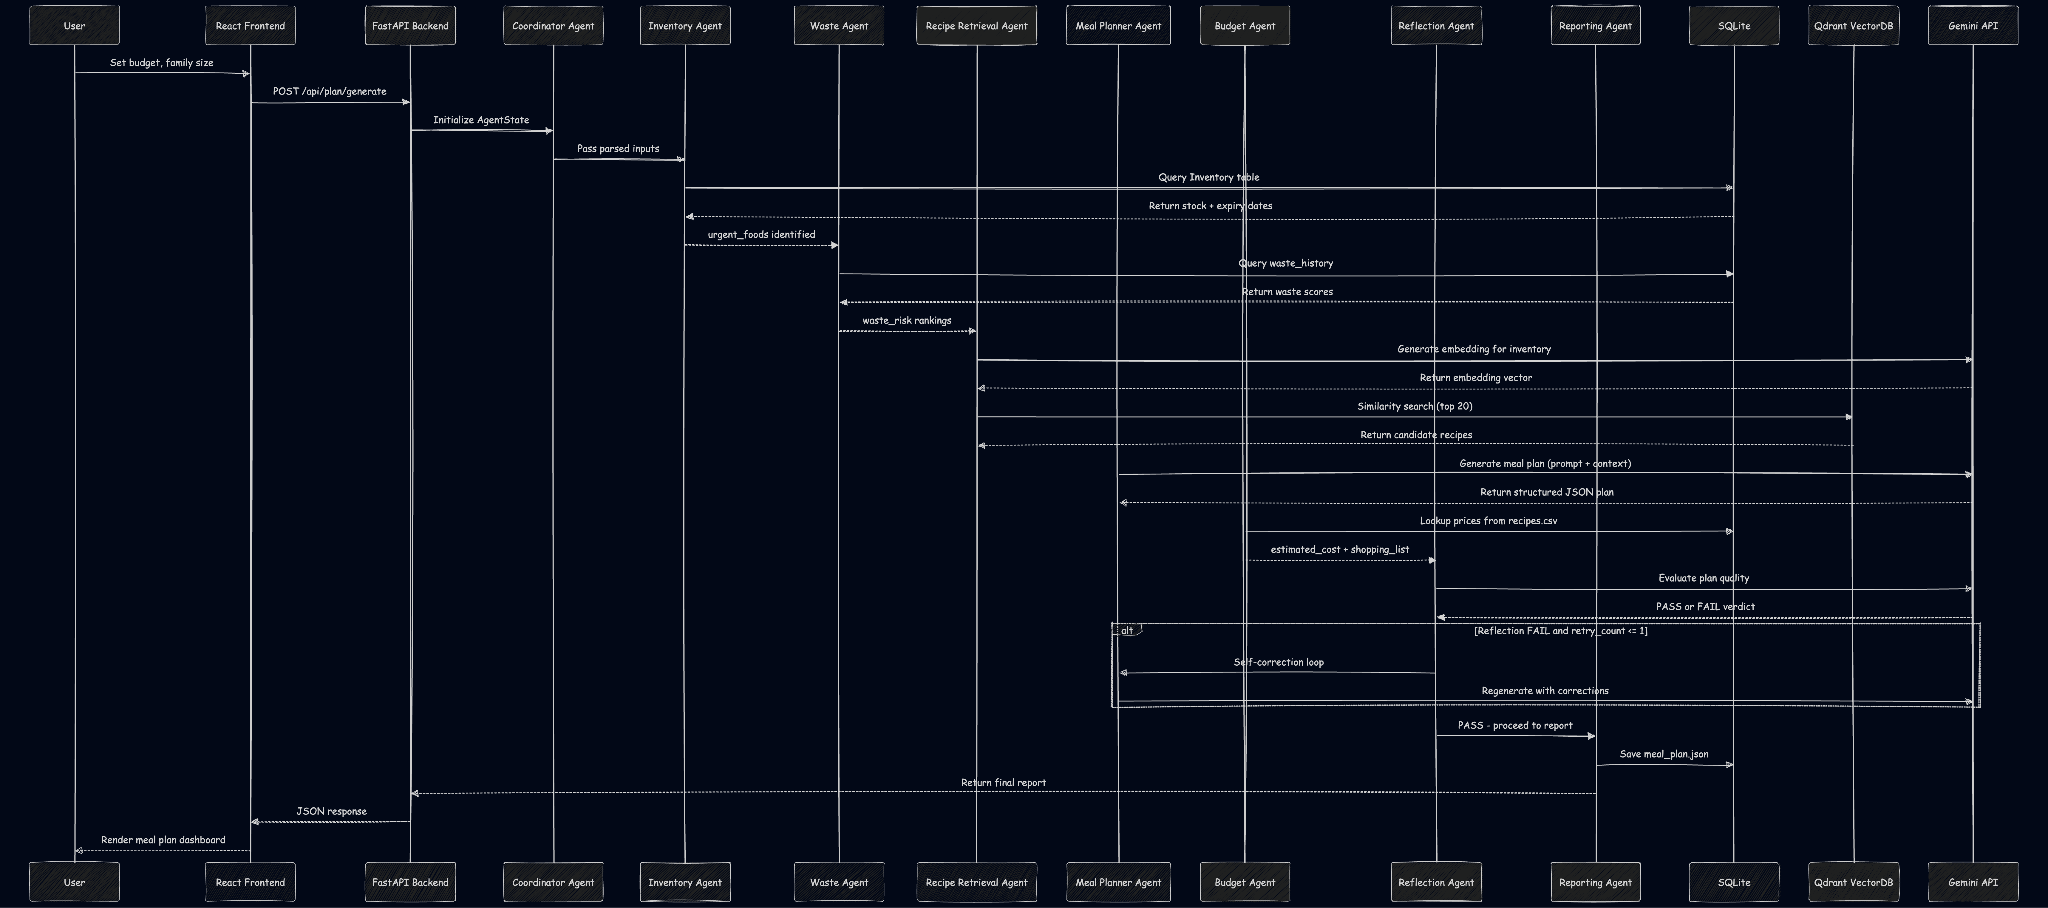 User
React Frontend
FastAPI Backend
Coordinator Agent
Inventory Agent
Waste Agent
Recipe Retrieval Agent
Meal Planner Agent
Budget Agent
Reflection Agent
Reporting Agent
SQLite
Qdrant VectorDB
Gemini API
Set budget, family size
POST /api/plan/generate
Initialize AgentState
Pass parsed inputs
Query Inventory table
Return stock + expiry dates
urgent_foods identified
Query waste_history
Return waste scores
waste_risk rankings
Generate embedding for inventory
Return embedding vector
Similarity search (top 20)
Return candidate recipes
Generate meal plan (prompt + context)
Return structured JSON plan
Lookup prices from recipes.csv
estimated_cost + shopping_list
Evaluate plan quality
PASS or FAIL verdict
alt
[Reflection FAIL and retry_count <= 1]
Self-correction loop
Regenerate with corrections
PASS - proceed to report
Save meal_plan.json
Return final report
JSON response
Render meal plan dashboard
User
React Frontend
FastAPI Backend
Coordinator Agent
Inventory Agent
Waste Agent
Recipe Retrieval Agent
Meal Planner Agent
Budget Agent
Reflection Agent
Reporting Agent
SQLite
Qdrant VectorDB
Gemini API